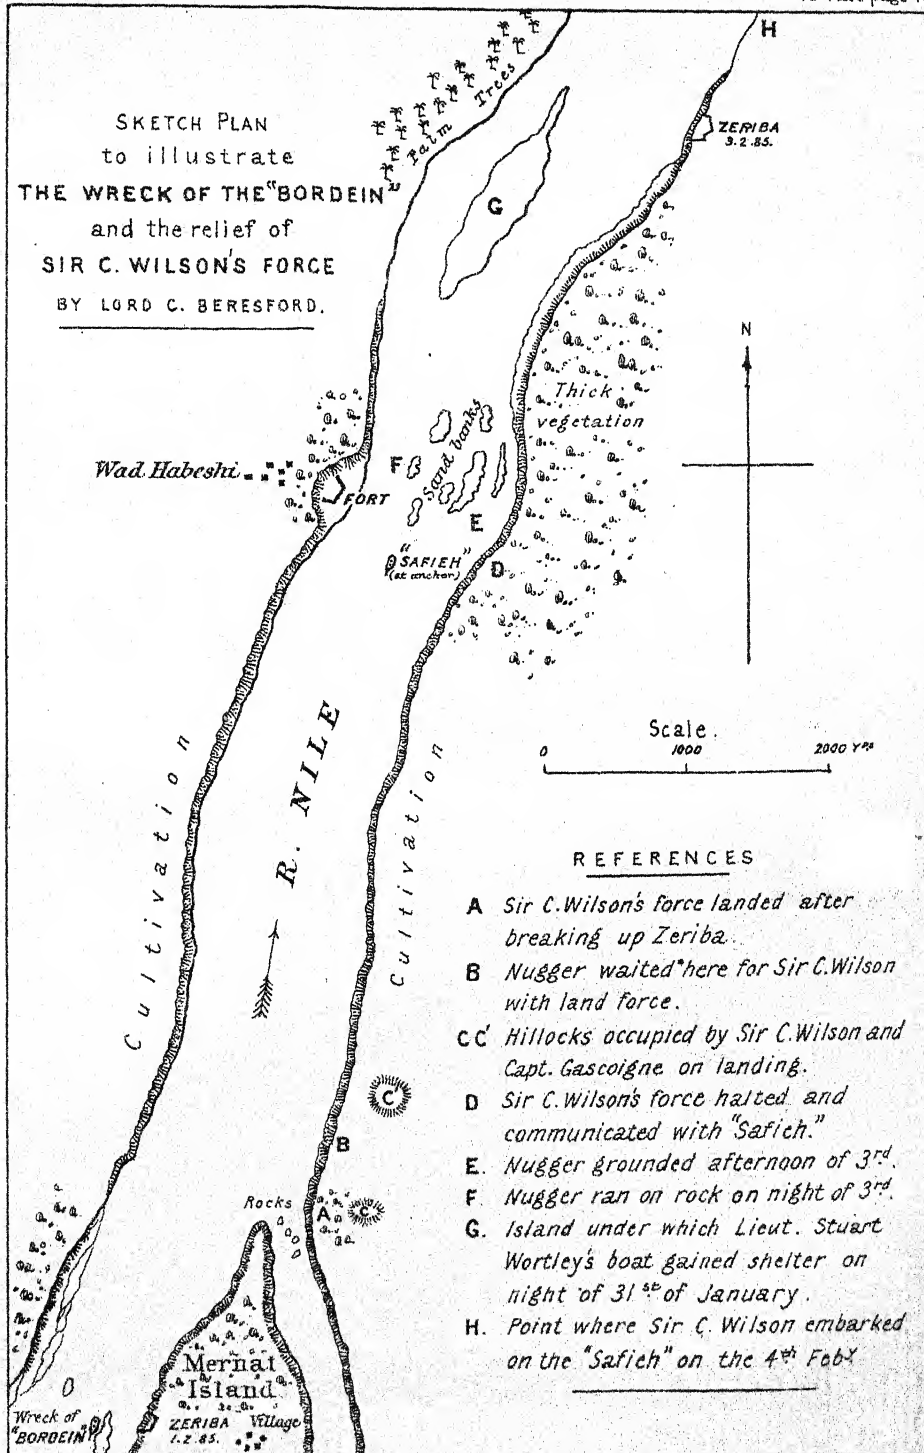 SKETCH PLAN
to illustrate
THE WRECK OF THE "BORDEIN"
and the relief of
SIR C. WILSON'S FORCE
BY LORD C. BERESFORD.
H
Palm Trees
ZERIBA
3.2.85.
G
N
Thick
vegetation
Sand banks
Wad Habeshi
F
FORT
E
"SAFIEH"
(at anchor)
D
Scale.
0 1000 2000 Yds
R. NILE
Cultivation
Cultivation
REFERENCES
A Sir C. Wilson's force landed after
breaking up Zeriba.
B Nugger waited here for Sir C. Wilson
with land force.
CC' Hillocks occupied by Sir C. Wilson and
Capt. Gascoigne on landing.
D Sir C. Wilson's force halted and
communicated with "Safieh."
E. Nugger grounded afternoon of 3rd.
F. Nugger ran on rock on night of 3rd.
G. Island under which Lieut. Stuart
Wortley's boat gained shelter on
night of 31st of January.
H. Point where Sir C. Wilson embarked
on the "Safieh" on the 4th Feby
C'
B
Rocks
A
C
Mernat
Island
ZERIBA
1.2.85.
Village
Wreck of
"BORDEIN"